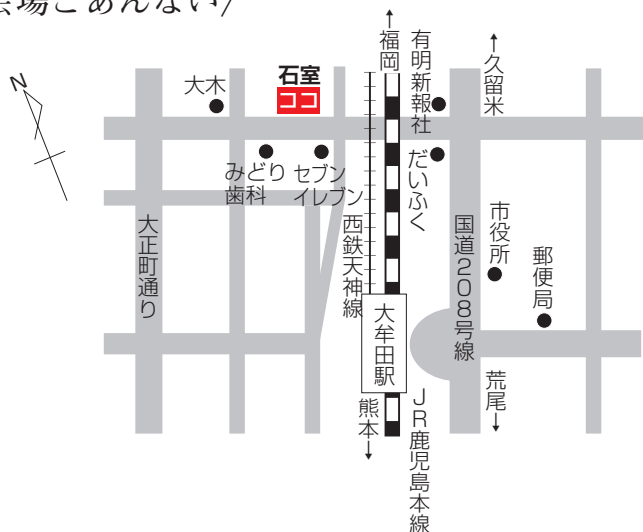 会場ごあんない/
N
大木
石室
ココ
↑福岡
有明新報社
↑久留米
みどり
歯科
セブン
イレブン
だいふく
大正町通り
西鉄天神線
国道208号線
市役所
郵便局
大牟田駅
熊本↓
JR鹿児島本線
荒尾↓